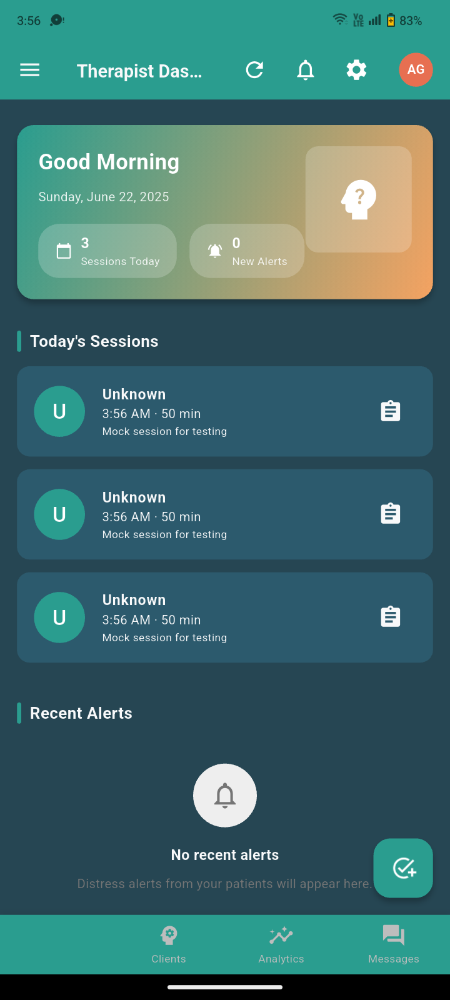 3:56
Vo LTE
83%
Therapist Das...
AG
Good Morning
Sunday, June 22, 2025
3
Sessions Today
0
New Alerts
?
Today's Sessions
U
Unknown
3:56 AM · 50 min
Mock session for testing
U
Unknown
3:56 AM · 50 min
Mock session for testing
U
Unknown
3:56 AM · 50 min
Mock session for testing
Recent Alerts
No recent alerts
Distress alerts from your patients will appear here.
Clients
Analytics
Messages